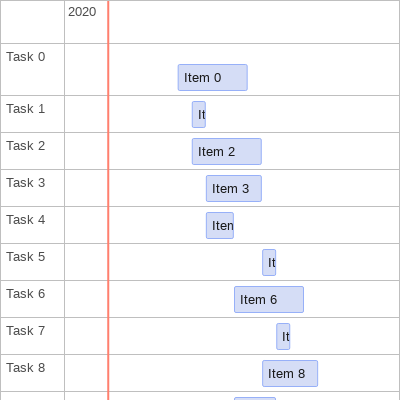 2020
Task 0
Item 0
Task 1
It
Task 2
Item 2
Task 3
Item 3
Task 4
Iten
Task 5
It
Task 6
Item 6
Task 7
It
Task 8
Item 8